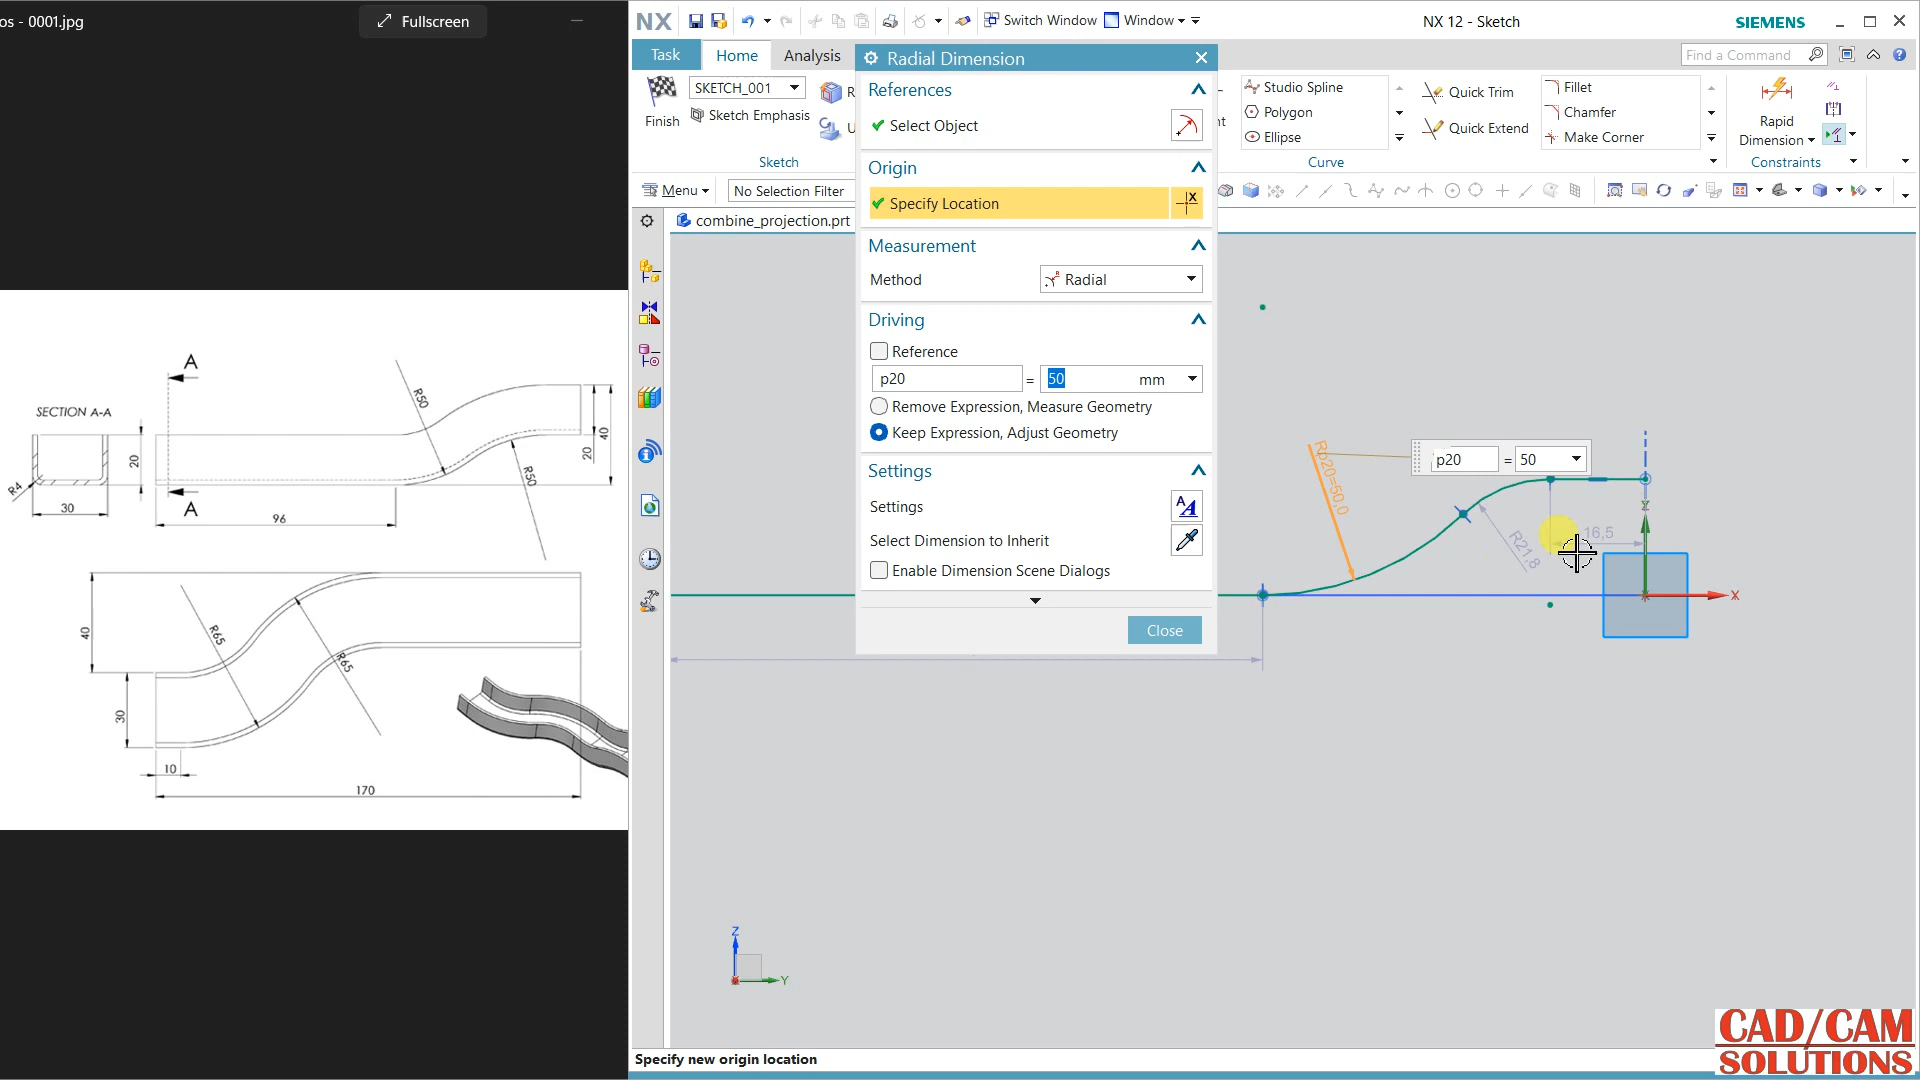 os - 0001.jpg
Fullscreen
NX
Switch Window
Window
NX 12 - Sketch
SIEMENS
Task
Home
Analysis
Find a Command
Finish
SKETCH_001
Sketch Emphasis
Sketch
Studio Spline
Polygon
Ellipse
Curve
Quick Trim
Quick Extend
Fillet
Chamfer
Make Corner
Rapid
Dimension
Constraints
Menu
No Selection Filter
combine_projection.prt
Radial Dimension
References
Select Object
Origin
Specify Location
Measurement
Method
Radial
Driving
Reference
p20
=
50
mm
Remove Expression, Measure Geometry
Keep Expression, Adjust Geometry
Settings
Settings
Select Dimension to Inherit
Enable Dimension Scene Dialogs
Close
p20
=
50
Rp20=50,0
R21,8
16,5
Y
X
Z
Y
A
SECTION A-A
R50
40
20
20
R50
R4
30
A
96
40
R65
R65
30
10
170
Specify new origin location
CAD/CAM
SOLUTIONS